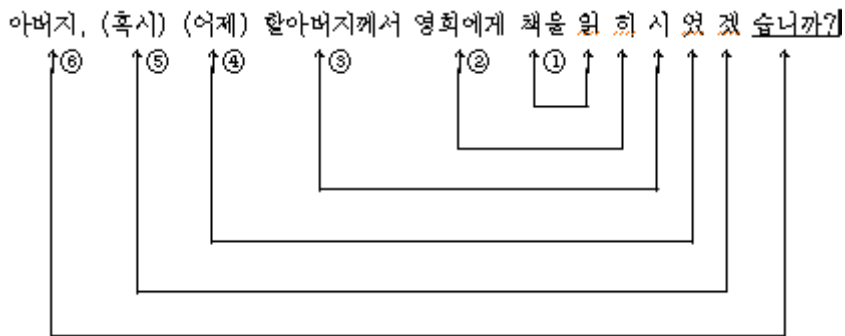 아버지, (혹시) (어제) 할아버지께서 영희에게 책을 읽 히 시 었 겠 습니까?
⑥ ⑤ ④ ③ ② ①